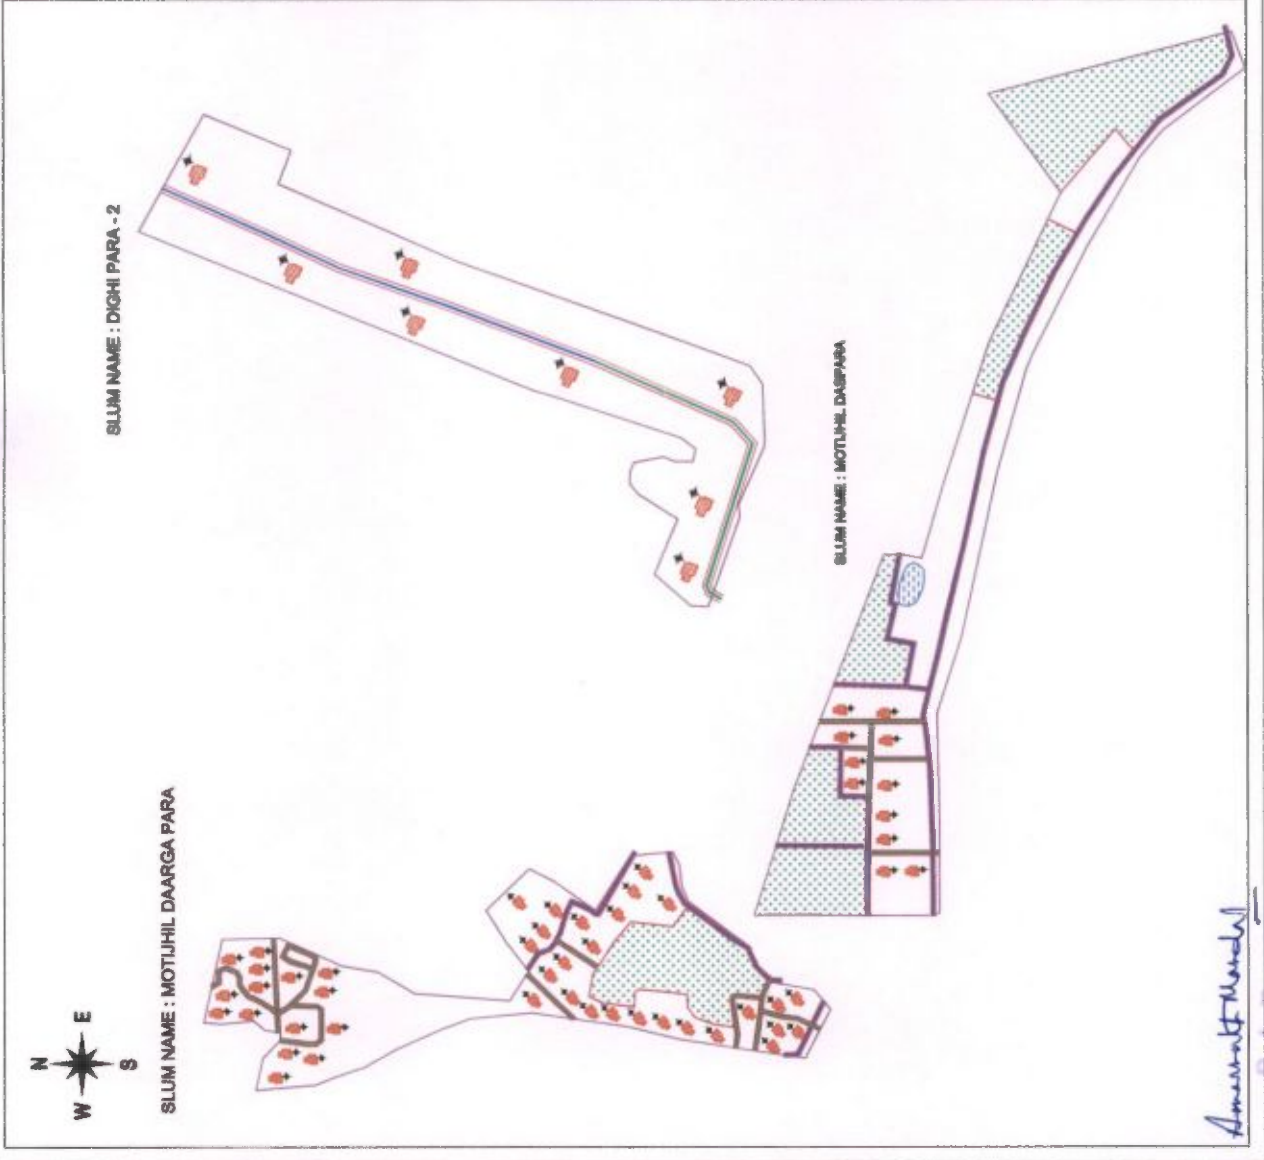 SLUM NAME : DIGHI PARA - 2
SLUM NAME : MOTIJHIL DASPARA
SLUM NAME : MOTIJHIL DAARGA PARA
N
E
S
W